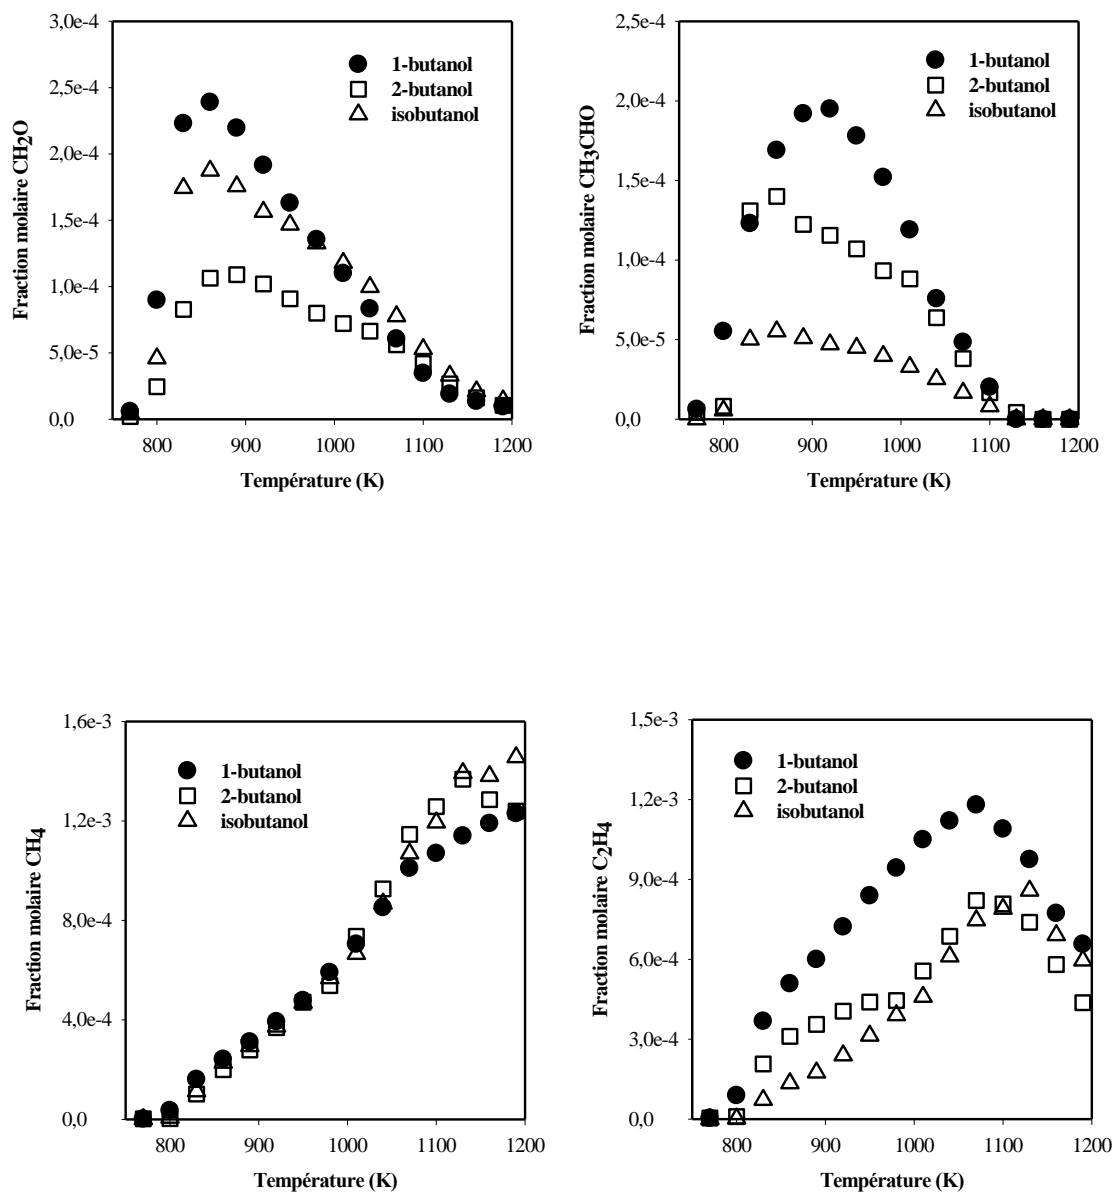 Fraction molaire CH2O
3,0e-4
2,5e-4
2,0e-4
1,5e-4
1,0e-4
5,0e-5
0,0
1-butanol
2-butanol
isobutanol
800 900 1000 1100 1200
Température (K)
Fraction molaire CH3CHO
2,5e-4
2,0e-4
1,5e-4
1,0e-4
5,0e-5
0,0
1-butanol
2-butanol
isobutanol
800 900 1000 1100 1200
Température (K)
Fraction molaire CH4
1,6e-3
1,2e-3
8,0e-4
4,0e-4
0,0
1-butanol
2-butanol
isobutanol
800 900 1000 1100 1200
Température (K)
Fraction molaire C2H4
1,5e-3
1,2e-3
9,0e-4
6,0e-4
3,0e-4
0,0
1-butanol
2-butanol
isobutanol
800 900 1000 1100 1200
Température (K)